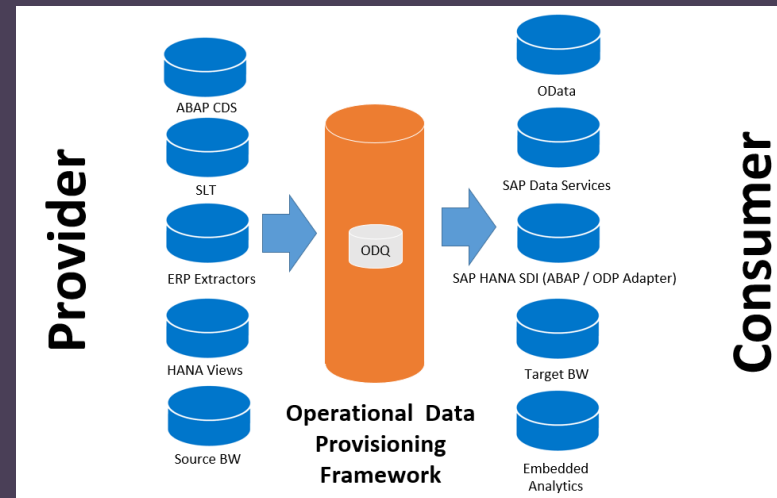 Provider
ABAP CDS
SLT
ERP Extractors
HANA Views
Source BW
ODQ
Operational Data
Provisioning
Framework
OData
SAP Data Services
SAP HANA SDI (ABAP / ODP Adapter)
Target BW
Embedded
Analytics
Consumer